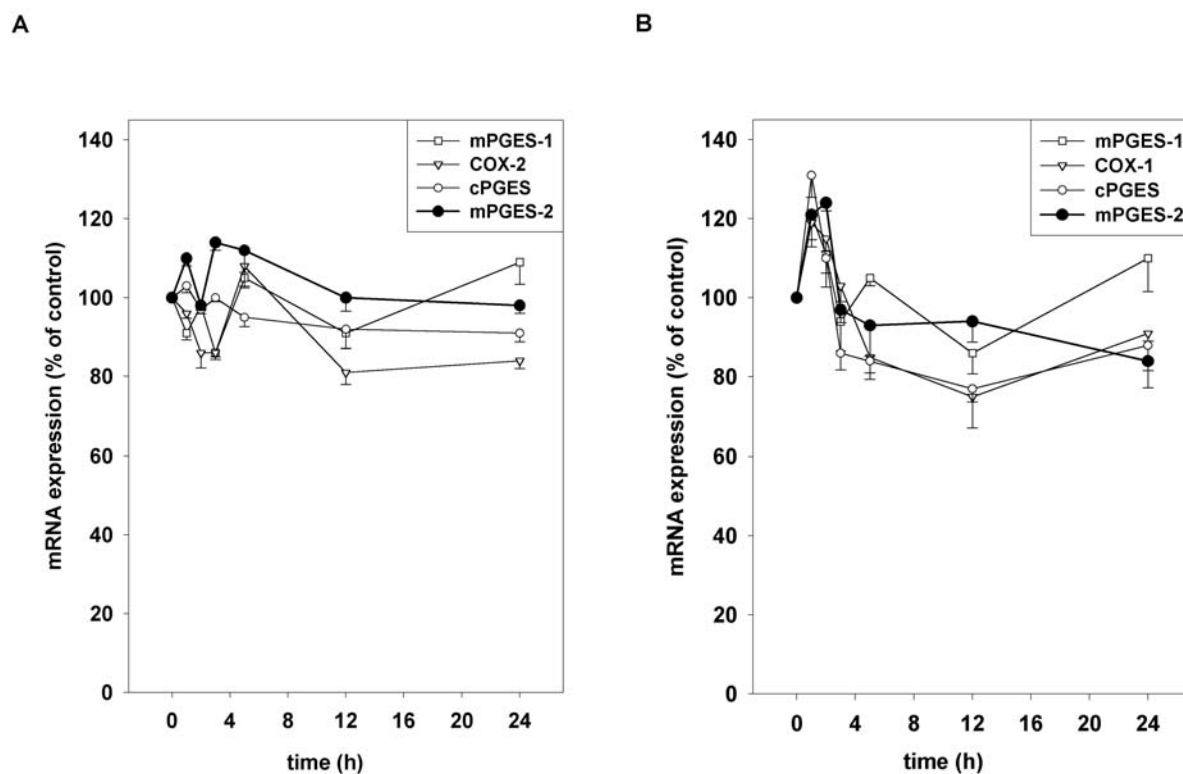 A
mRNA expression (% of control)
140
120
100
80
60
40
20
0
mPGES-1
COX-2
cPGES
mPGES-2
0 4 8 12 16 20 24
time (h)
B
mRNA expression (% of control)
140
120
100
80
60
40
20
0
mPGES-1
COX-1
cPGES
mPGES-2
0 4 8 12 16 20 24
time (h)